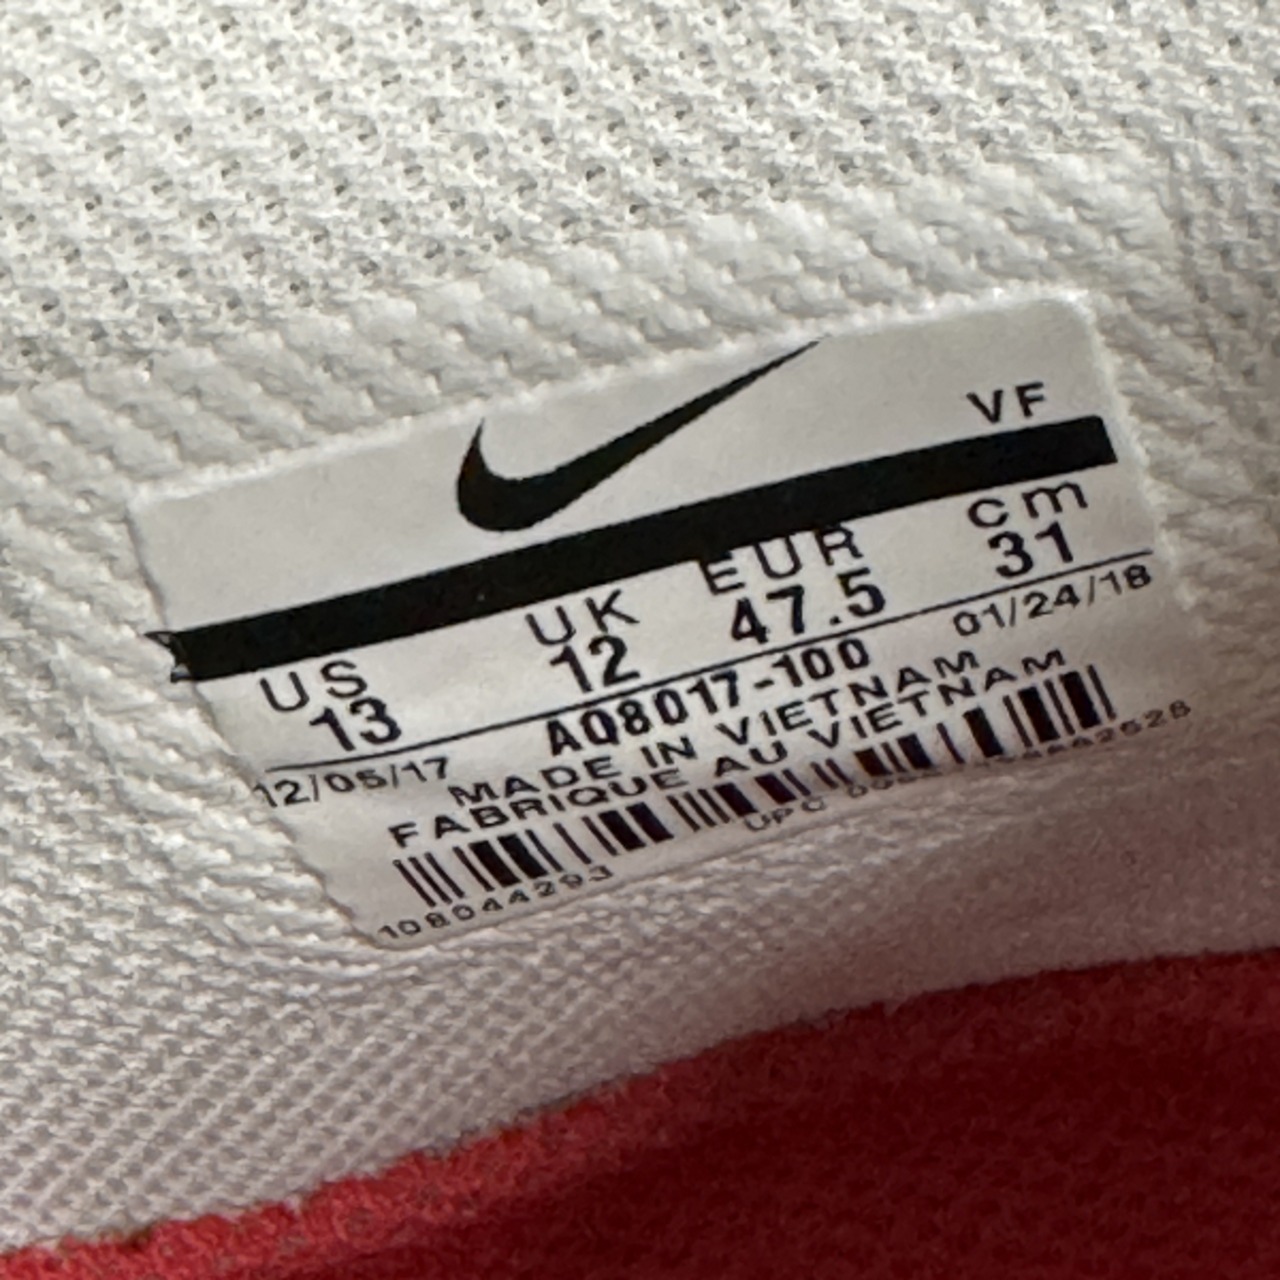 VF
US UK EUR cm
13 12 47.5 31
12/05/17 AQ8017-100 01/24/18
MADE IN VIETNAM
FABRIQUE AU VIETNAM
108044293 UPC